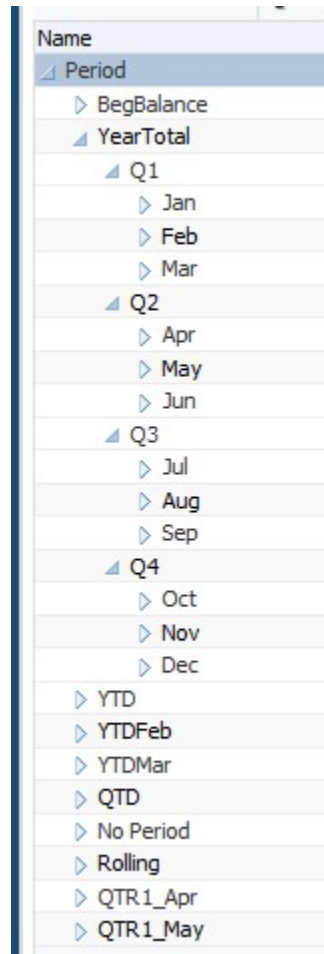 Name
Period
BegBalance
YearTotal
Q1
Jan
Feb
Mar
Q2
Apr
May
Jun
Q3
Jul
Aug
Sep
Q4
Oct
Nov
Dec
YTD
YTDFeb
YTDMar
QTD
No Period
Rolling
QTR1_Apr
QTR1_May